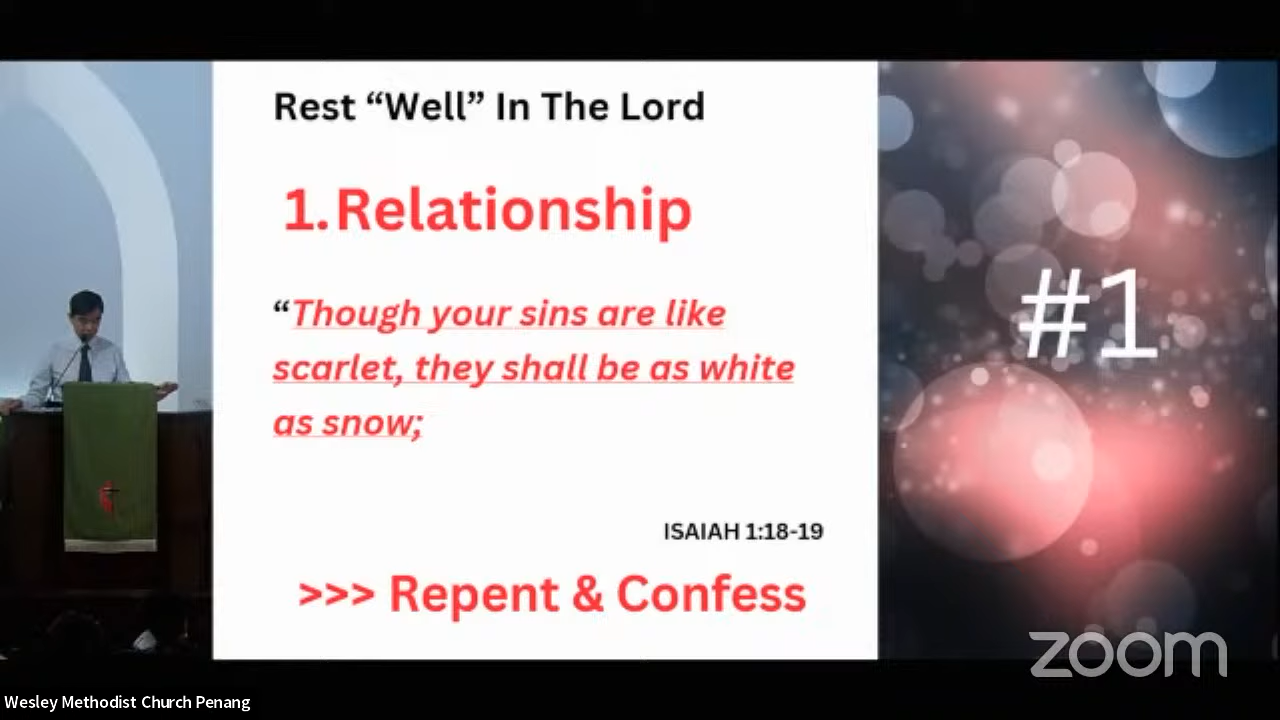 Rest “Well” In The Lord
1. Relationship
“Though your sins are like
scarlet, they shall be as white
as snow;
ISAIAH 1:18-19
>>> Repent & Confess
#1
zoom
Wesley Methodist Church Penang